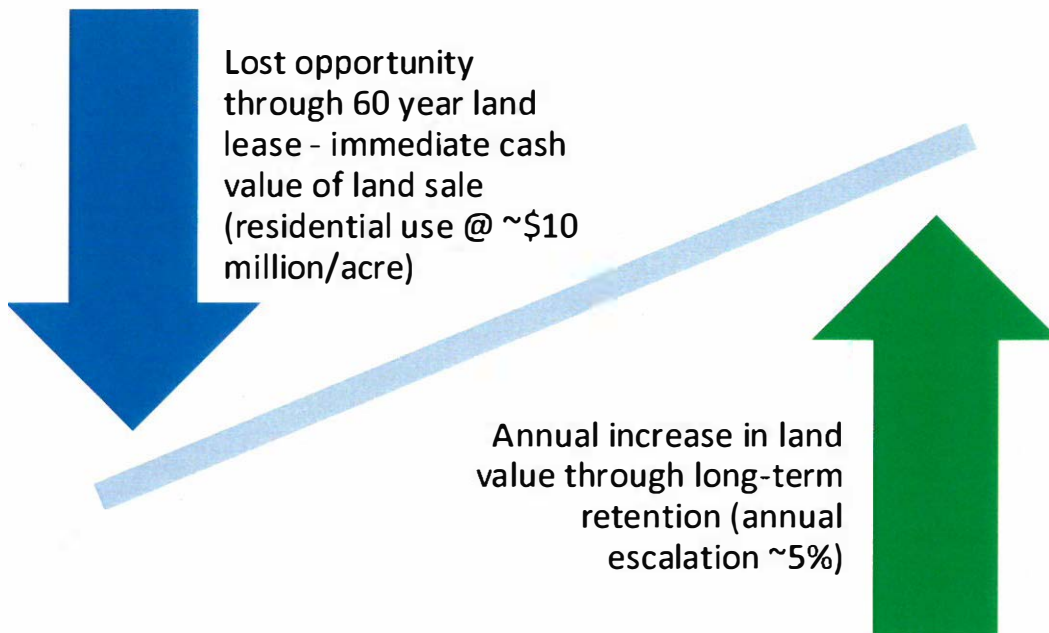 Lost opportunity
through 60 year land
lease - immediate cash
value of land sale
(residential use @ ~$10
million/acre)
Annual increase in land
value through long-term
retention (annual
escalation ~5%)